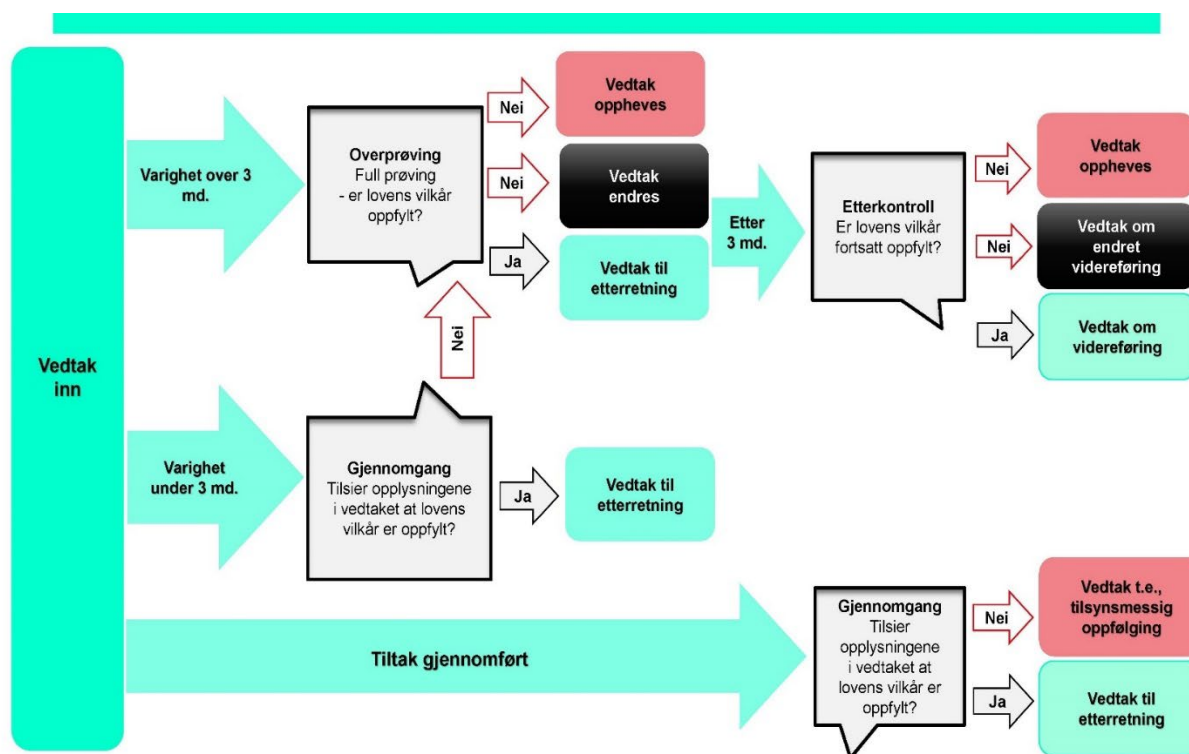 Vedtak
inn
Varighet over 3
md.
Overprøving
Full prøving
- er lovens vilkår
oppfylt?
Nei
Vedtak
oppheves
Nei
Vedtak
endres
Ja
Vedtak til
etterretning
Etter
3 md.
Etterkontroll
Er lovens vilkår
fortsatt oppfylt?
Nei
Vedtak
oppheves
Nei
Vedtak om
endret
videreføring
Ja
Vedtak om
videreføring
Nei
Varighet
under 3 md.
Gjennomgang
Tilsier opplysningene
i vedtaket at lovens
vilkår er oppfylt?
Ja
Vedtak til
etterretning
Tiltak gjennomført
Gjennomgang
Tilsier
opplysningene
i vedtaket at
lovens vilkår er
oppfylt?
Nei
Vedtak t.e.,
tilsynsmessig
oppfølging
Ja
Vedtak til
etterretning